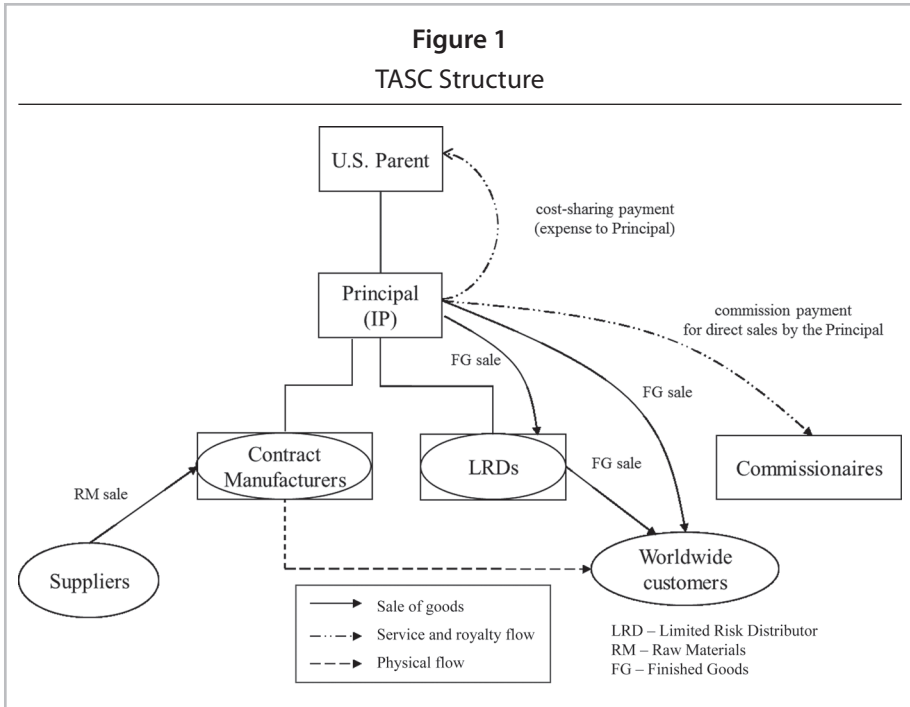 Figure 1
TASC Structure
U.S. Parent
cost-sharing payment
(expense to Principal)
Principal
(IP)
commission payment
for direct sales by the Principal
FG sale
FG sale
Contract
Manufacturers
LRDs
FG sale
Commissionaires
RM sale
Suppliers
Worldwide
customers
Sale of goods
Service and royalty flow
Physical flow
LRD – Limited Risk Distributor
RM – Raw Materials
FG – Finished Goods